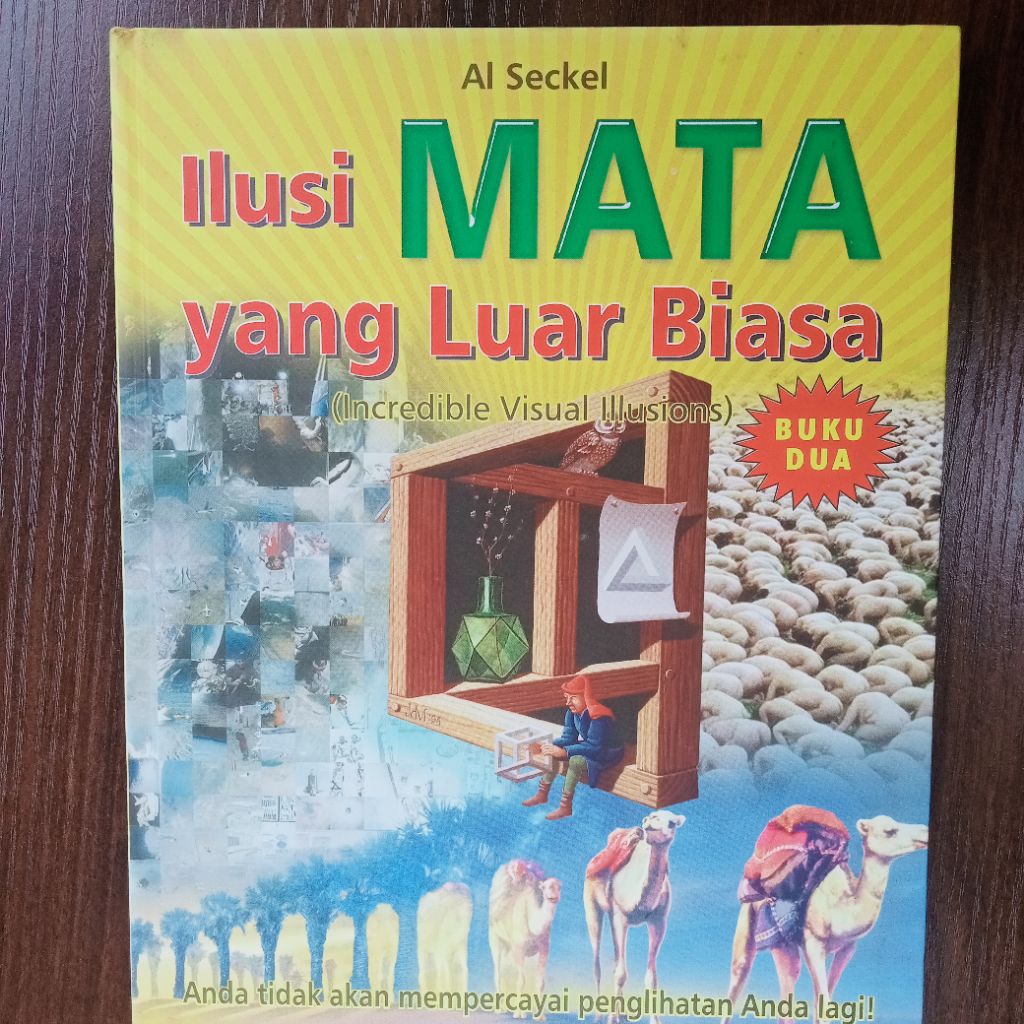 Al Seckel
Ilusi MATA
yang Luar Biasa
(Incredible Visual Illusions)
BUKU
DUA
Anda tidak akan mempercayai penglihatan Anda lagi!